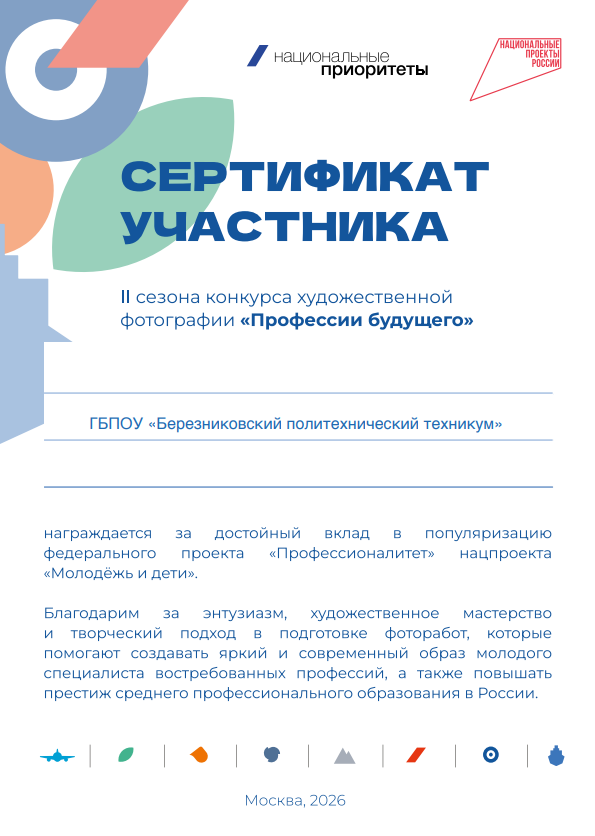 национальные
приоритеты
НАЦИОНАЛЬНЫЕ
ПРОЕКТЫ
РОССИИ
СЕРТИФИКАТ
УЧАСТНИКА
II сезона конкурса художественной
фотографии «Профессии будущего»
ГБПОУ «Березниковский политехнический техникум»
награждается за достойный вклад в популяризацию
федерального проекта «Профессионалитет» нацпроекта
«Молодёжь и дети».
Благодарим за энтузиазм, художественное мастерство
и творческий подход в подготовке фоторабот, которые
помогают создавать яркий и современный образ молодого
специалиста востребованных профессий, а также повышать
престиж среднего профессионального образования в России.
Москва, 2026